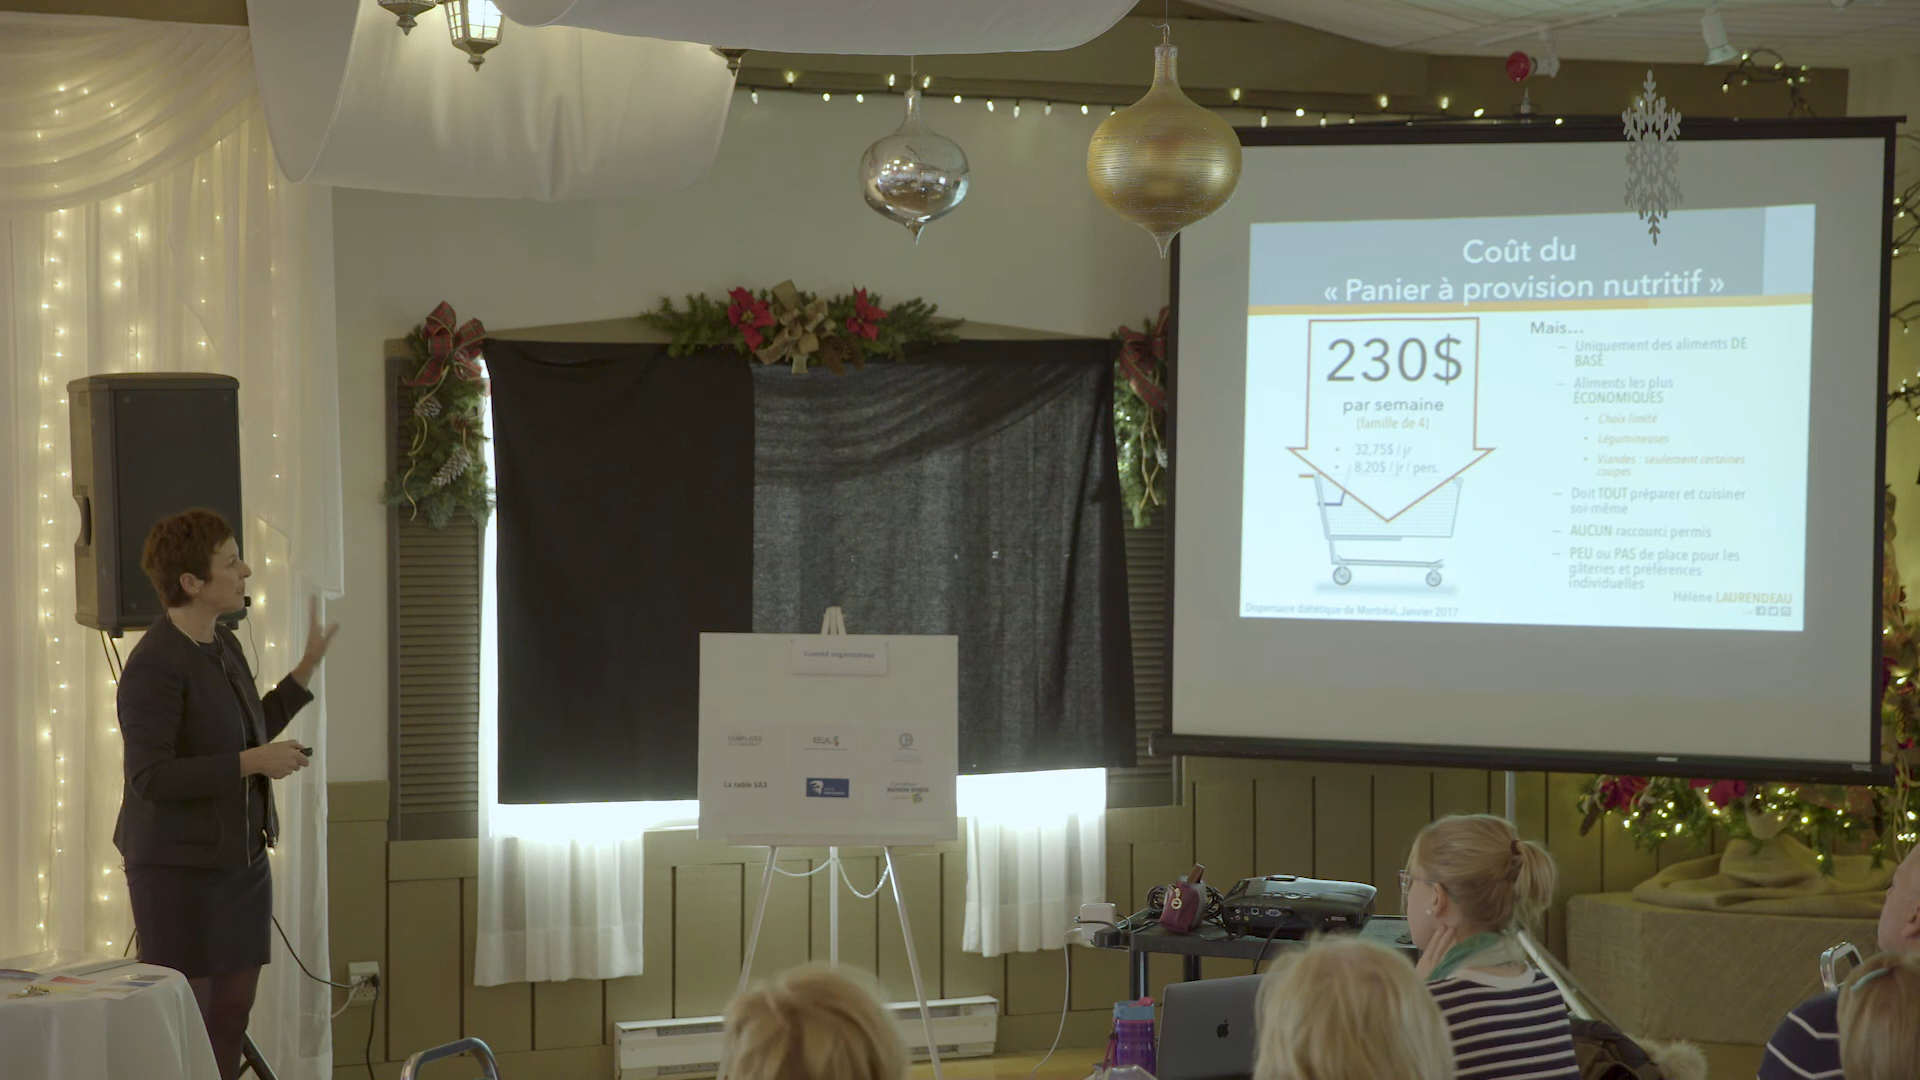 Coût du
« Panier à provision nutritif »
230$
par semaine
(famille de 4)
• 32,75$ / jr
• 8,20$ / jr / pers.
Mais...
– Uniquement des aliments DE
BASE
– Aliments les plus
ÉCONOMIQUES
• Choix limité
• Légumineuses
• Viandes : seulement certaines
coupes
– Doit TOUT préparer et cuisiner
soi-même
– AUCUN raccourci permis
– PEU ou PAS de place pour les
gâteries et préférences
individuelles
Hélène LAURENDEAU
Dispensaire diététique de Montréal, Janvier 2017
Comité organisateur
COMPLICES
La table SA3
EPSON